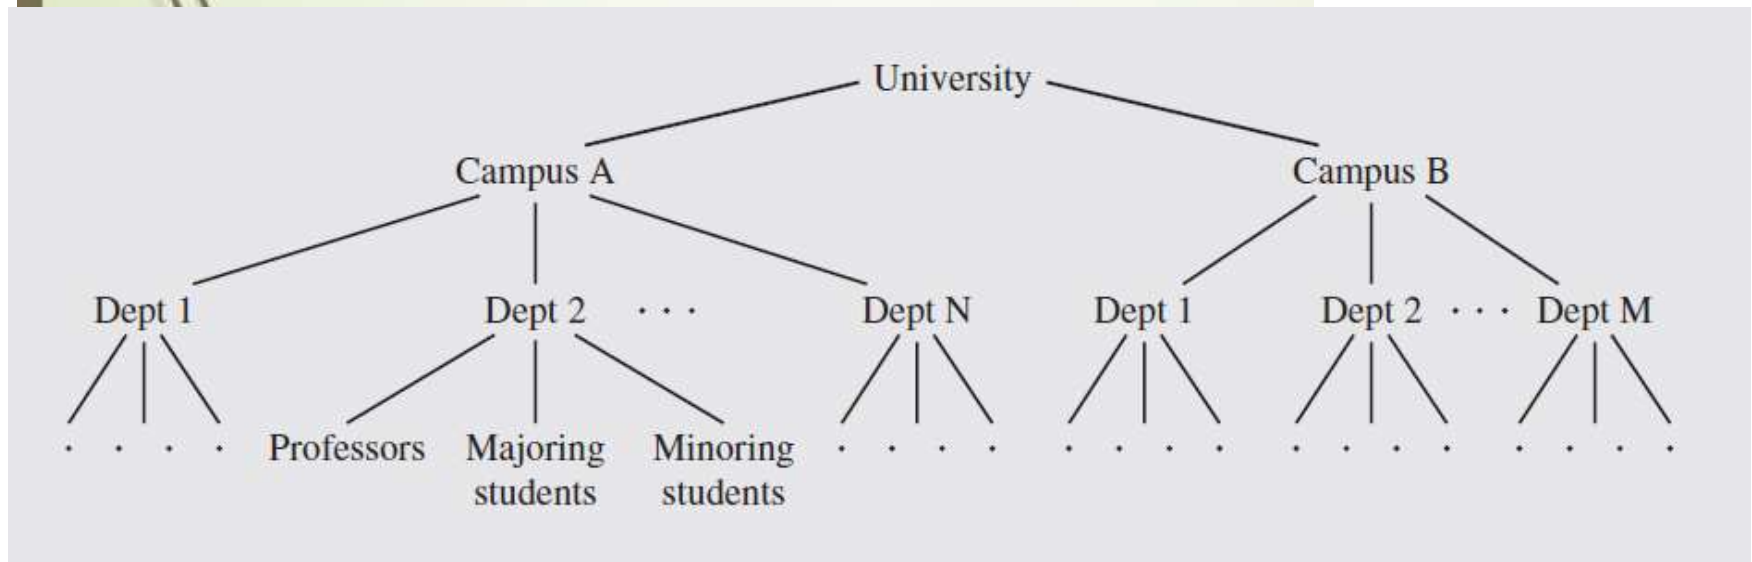 University
Campus A Campus B
Dept 1 Dept 2 . . . Dept N Dept 1 Dept 2 . . . Dept M
. . . . Professors Majoring Minoring . . . . . . . . . . . . . . . .
students students